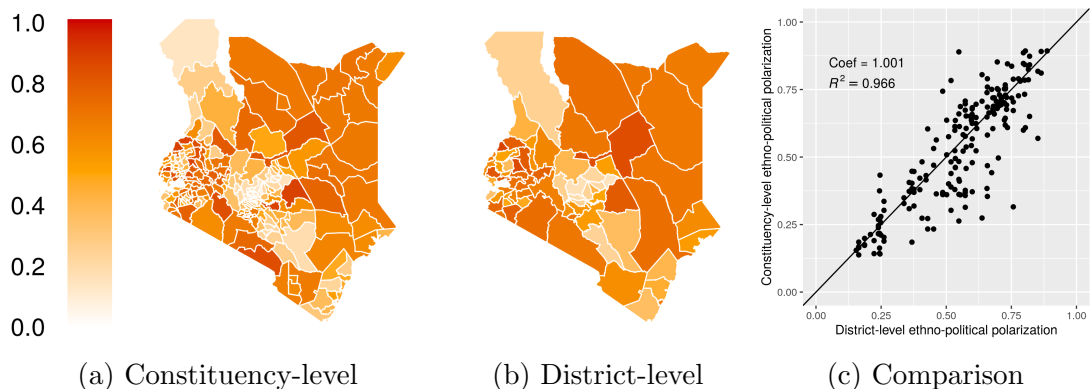 1.0
0.8
0.6
0.4
0.2
0.0
(a) Constituency-level
(b) District-level
Constituency-level ethno-political polarization
1.00
0.75
0.50
0.25
0.00
Coef = 1.001
R² = 0.966
0.00 0.25 0.50 0.75 1.00
District-level ethno-political polarization
(c) Comparison